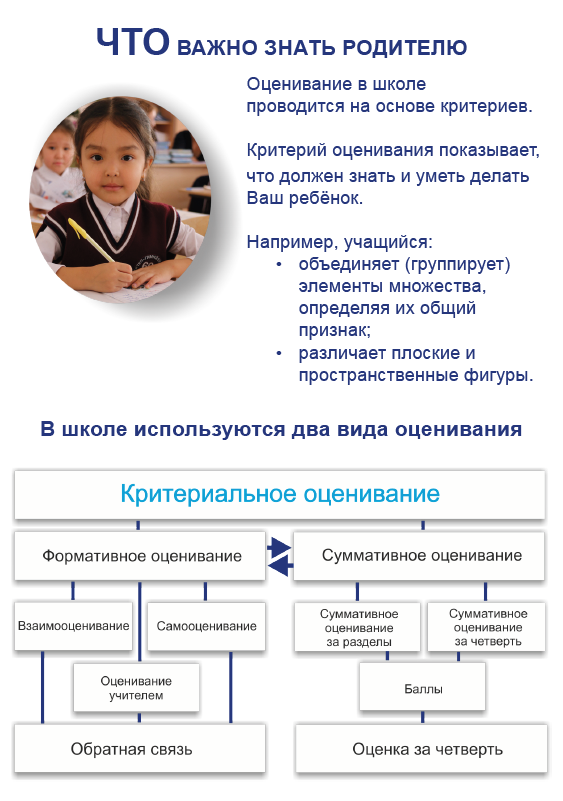 ЧТО ВАЖНО ЗНАТЬ РОДИТЕЛЮ
Оценивание в школе
проводится на основе критериев.
Критерий оценивания показывает,
что должен знать и уметь делать
Ваш ребёнок.
Например, учащийся:
• объединяет (группирует)
элементы множества,
определяя их общий
признак;
• различает плоские и
пространственные фигуры.
В школе используются два вида оценивания
Критериальное оценивание
Формативное оценивание
Суммативное оценивание
Взаимооценивание
Самооценивание
Суммативное
оценивание
за разделы
Суммативное
оценивание
за четверть
Оценивание
учителем
Баллы
Обратная связь
Оценка за четверть